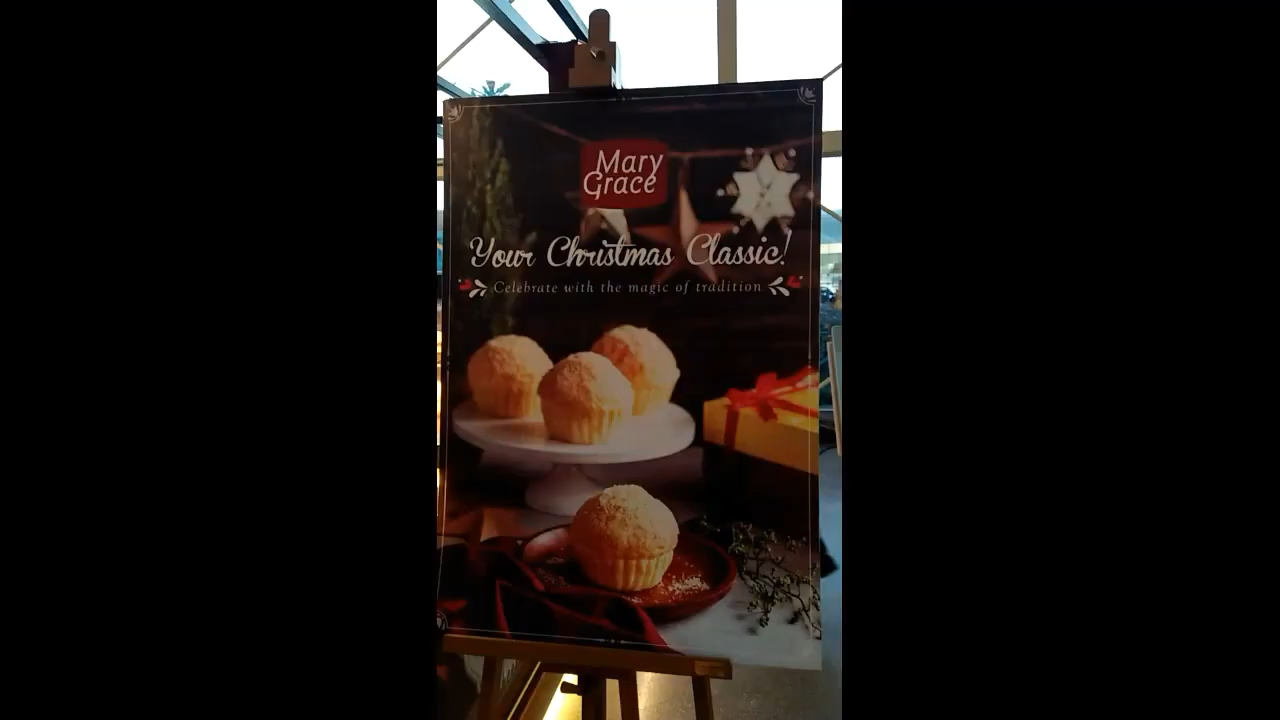 Mary
Grace
Your Christmas Classic!
Celebrate with the magic of tradition